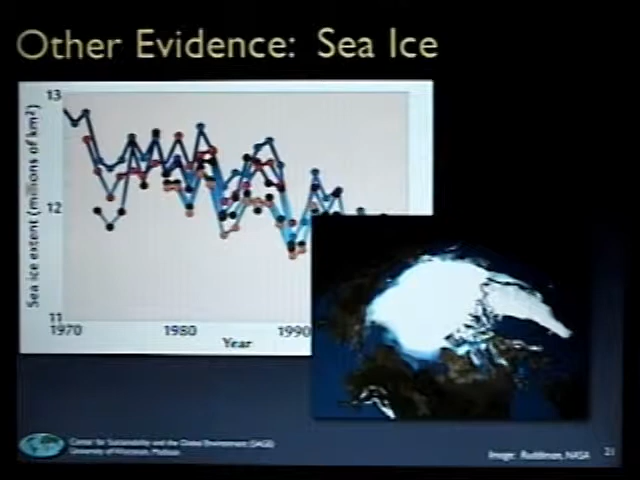 Other Evidence: Sea Ice
Sea ice extent (millions of km²)
13
12
11
1970
1980
1990
Year
Center for Sustainability and the Global Environment (SAGE)
University of Wisconsin, Madison
Image: Ruddiman, NASA
21